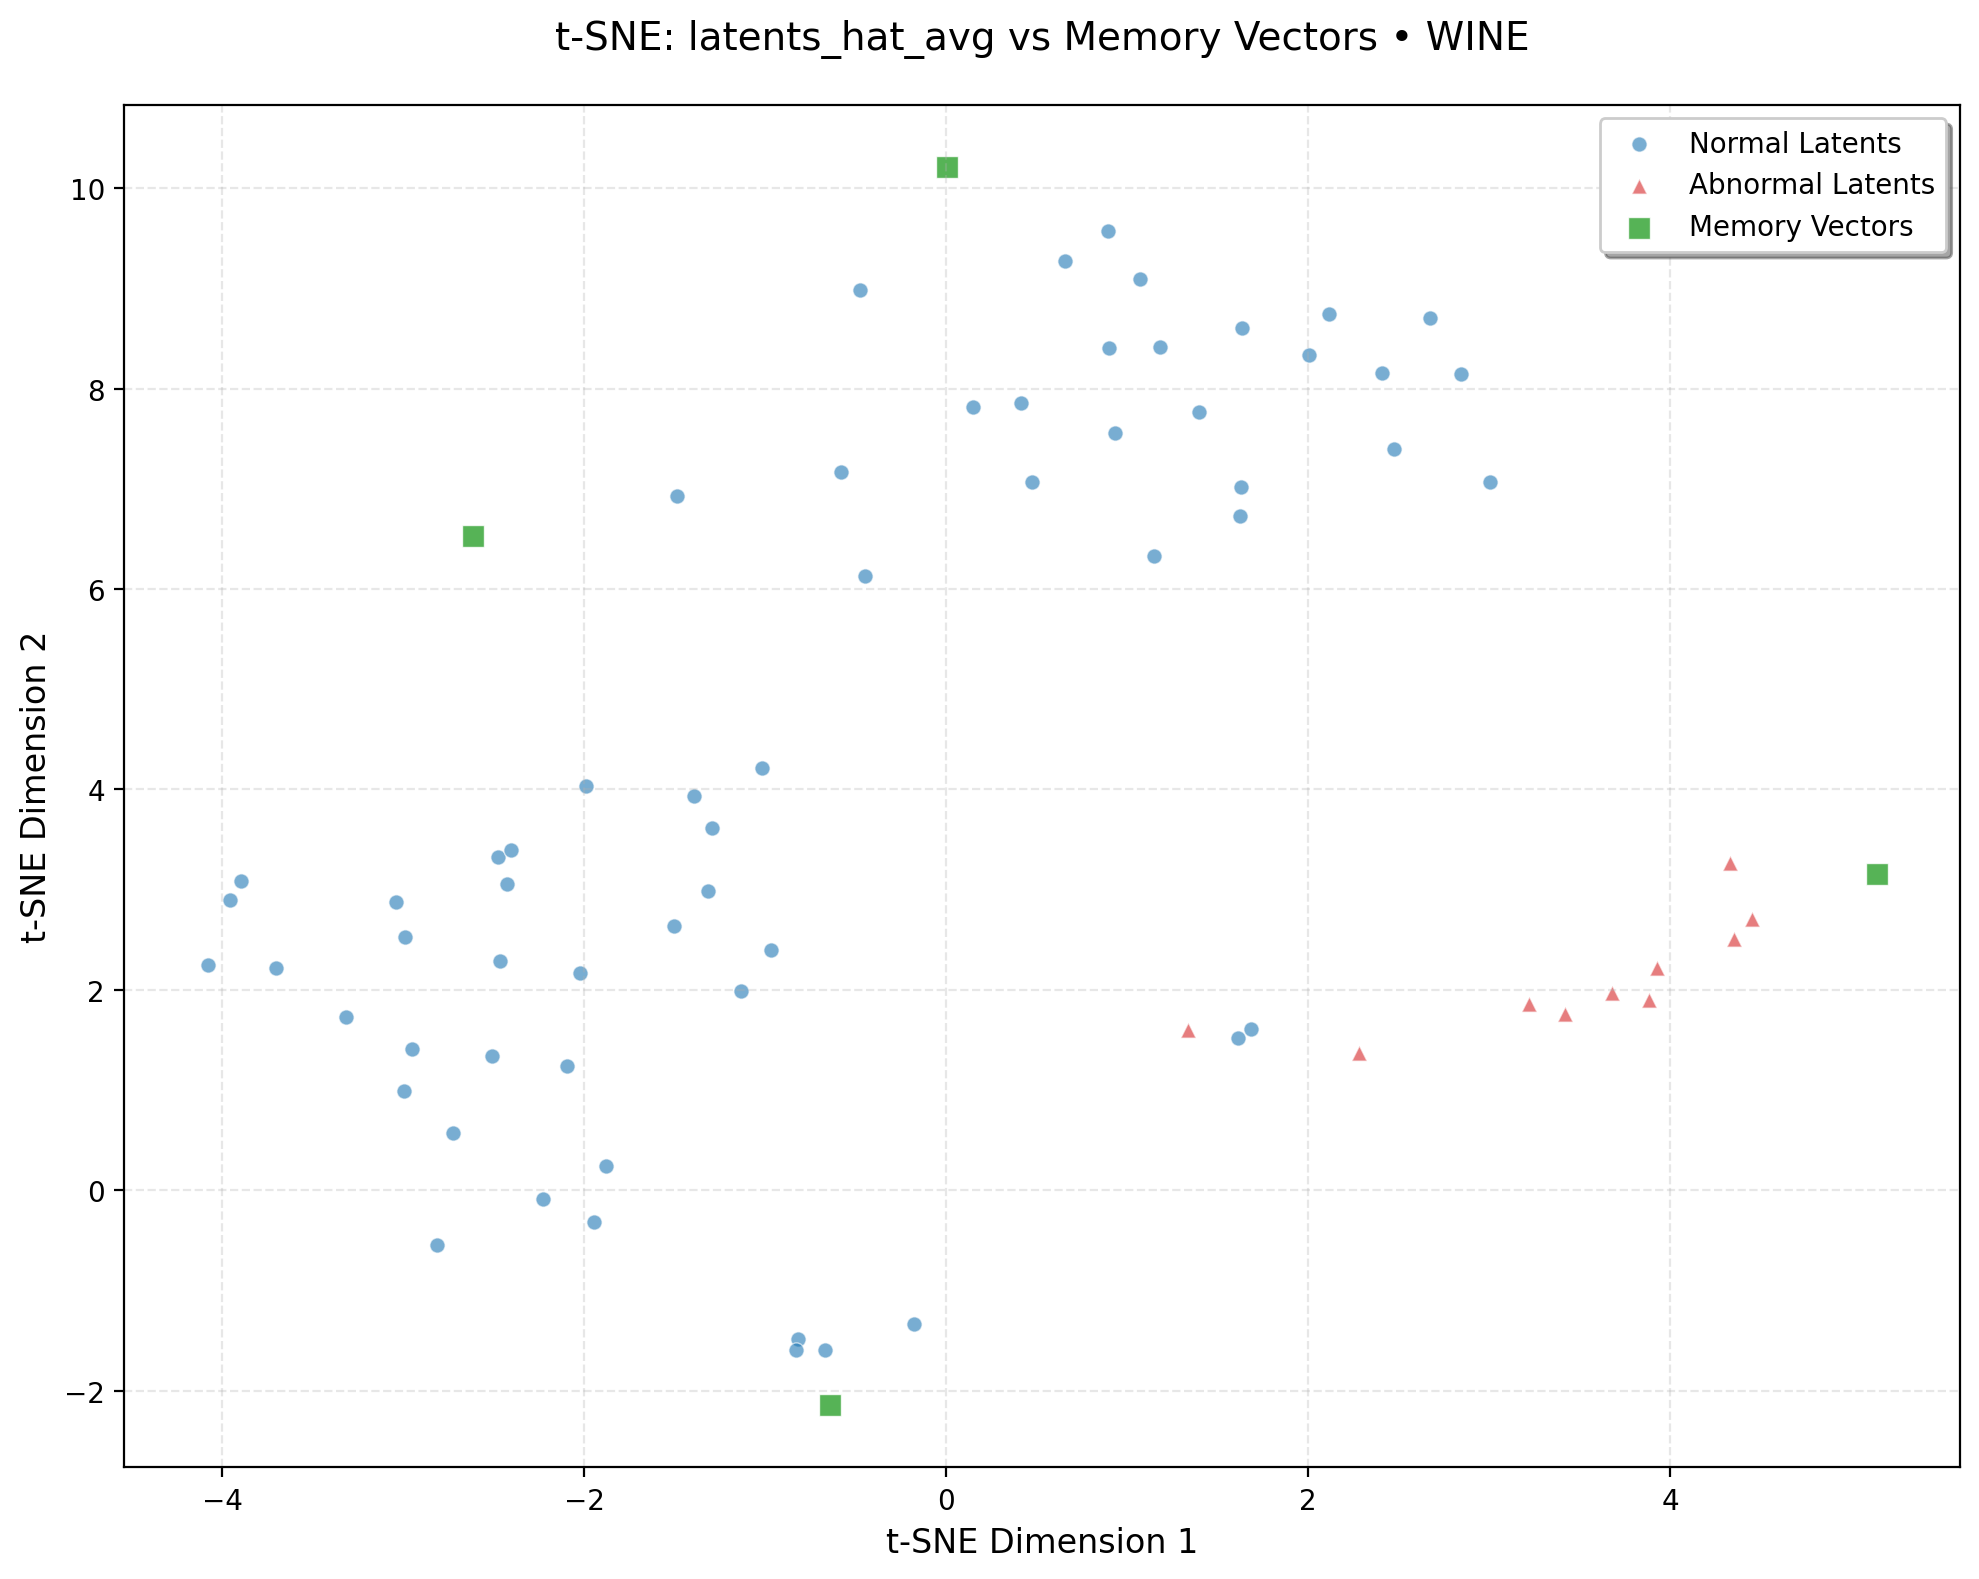 t-SNE: latents_hat_avg vs Memory Vectors • WINE
Normal Latents
Abnormal Latents
Memory Vectors
t-SNE Dimension 2
10
8
6
4
2
0
−2
−4
−2
0
2
4
t-SNE Dimension 1